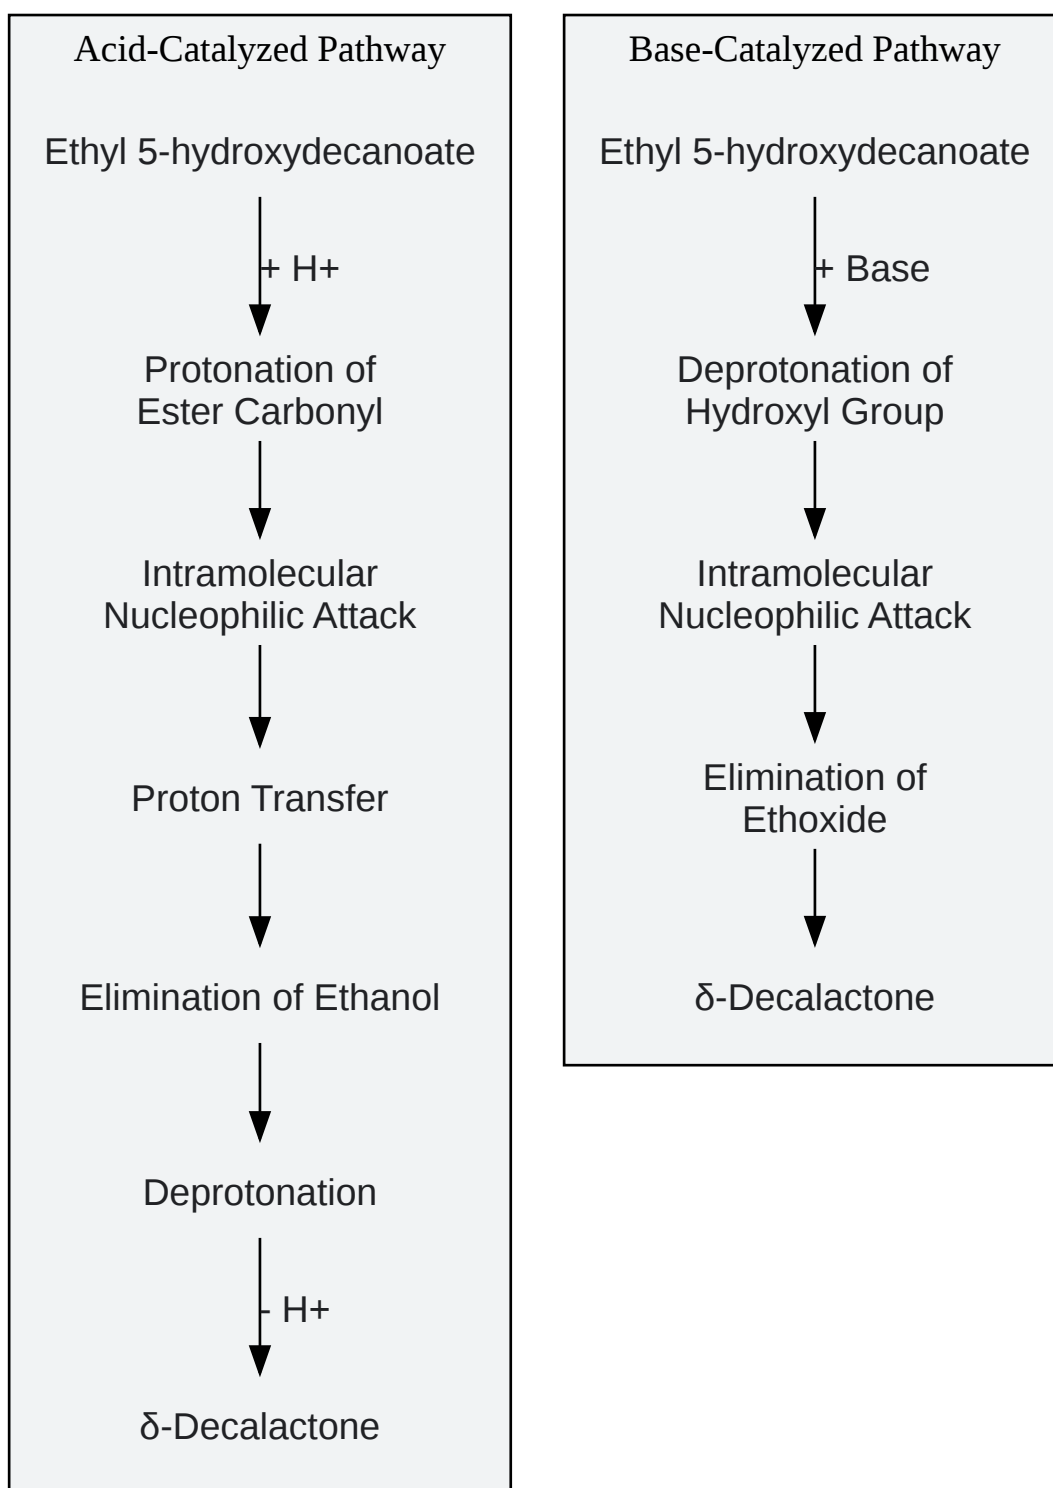 Acid-Catalyzed Pathway
Ethyl 5-hydroxydecanoate
+ H+
Protonation of
Ester Carbonyl
Intramolecular
Nucleophilic Attack
Proton Transfer
Elimination of Ethanol
Deprotonation
- H+
δ-Decalactone
Base-Catalyzed Pathway
Ethyl 5-hydroxydecanoate
+ Base
Deprotonation of
Hydroxyl Group
Intramolecular
Nucleophilic Attack
Elimination of
Ethoxide
δ-Decalactone